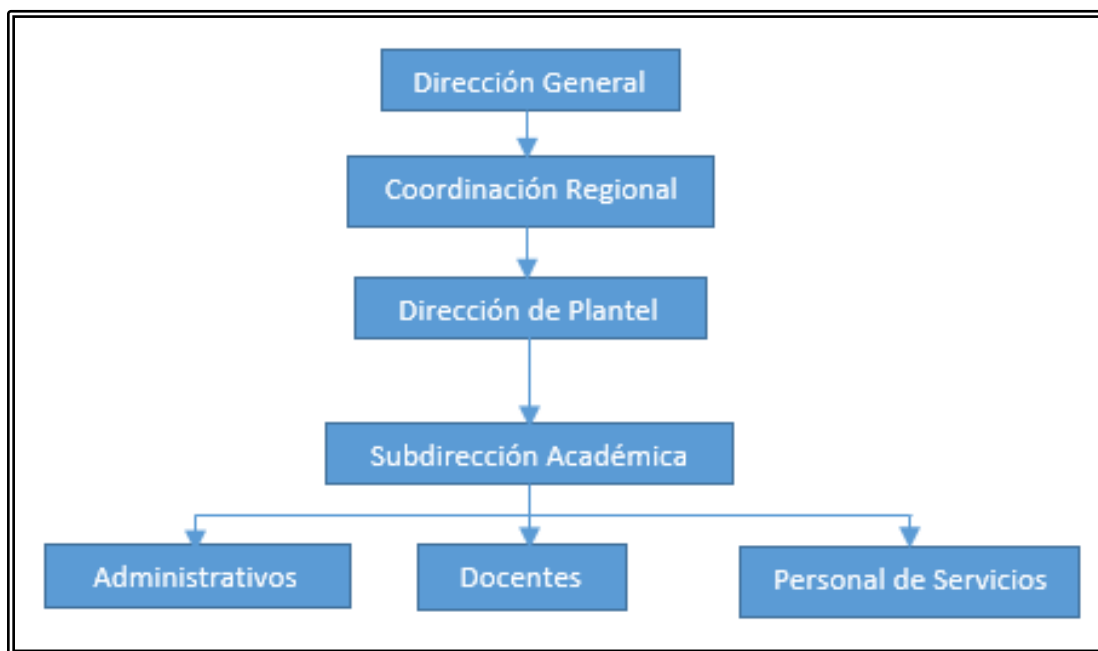 Dirección General
Coordinación Regional
Dirección de Plantel
Subdirección Académica
Administrativos
Docentes
Personal de Servicios